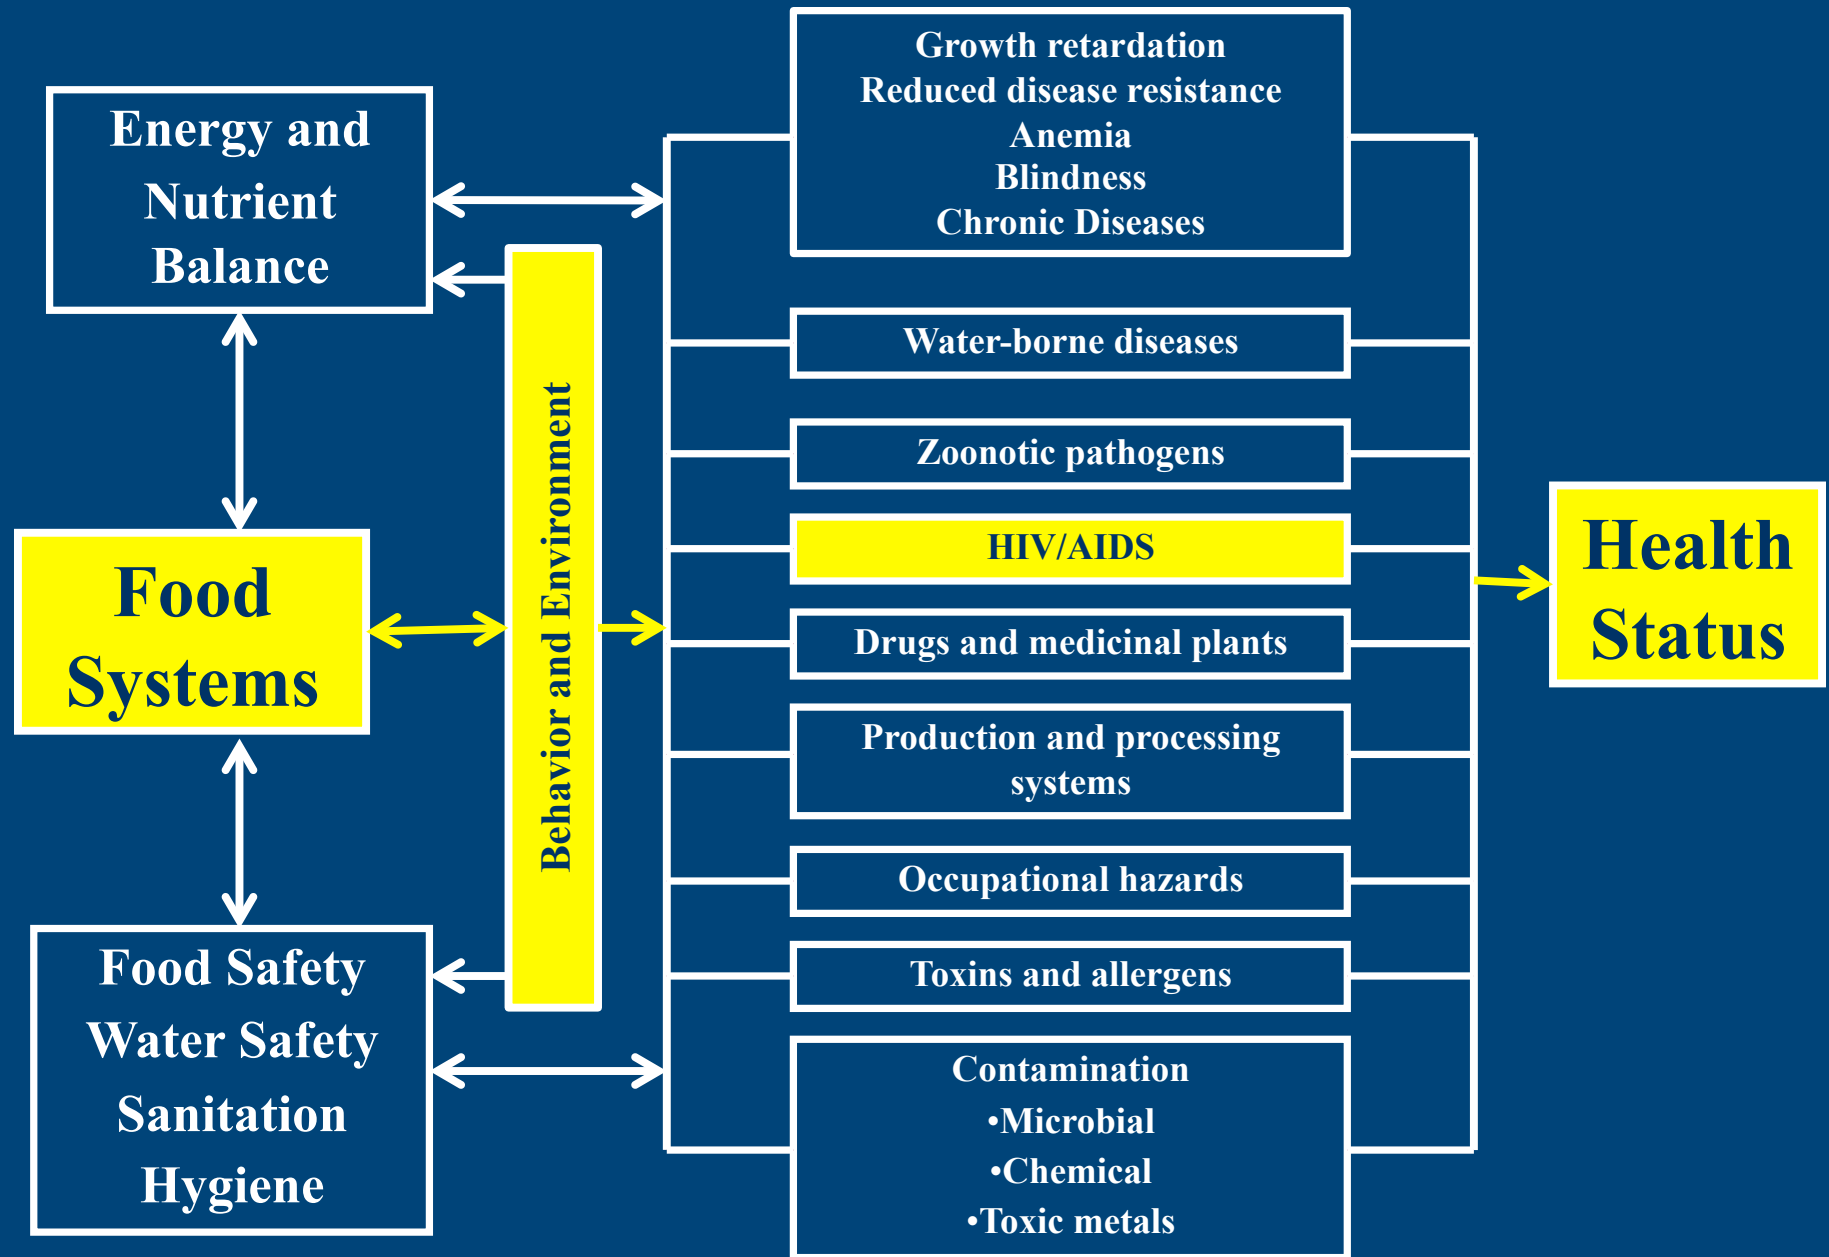 Energy and
Nutrient
Balance
Food
Systems
Food Safety
Water Safety
Sanitation
Hygiene
Behavior and Environment
Growth retardation
Reduced disease resistance
Anemia
Blindness
Chronic Diseases
Water-borne diseases
Zoonotic pathogens
HIV/AIDS
Drugs and medicinal plants
Production and processing
systems
Occupational hazards
Toxins and allergens
Contamination
•Microbial
•Chemical
•Toxic metals
Health
Status